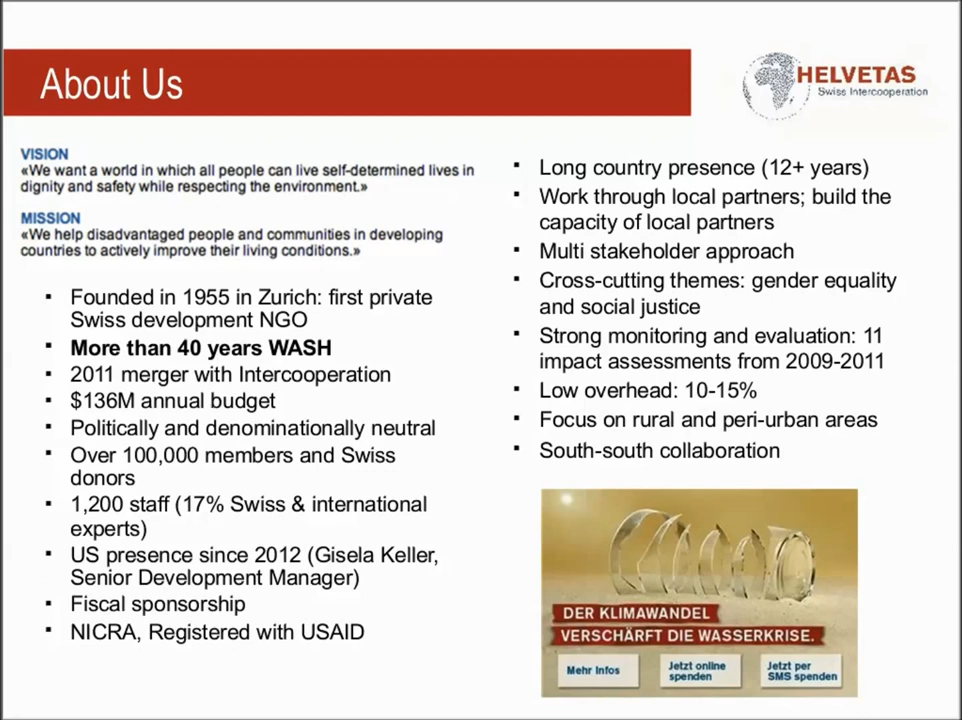 About Us
HELVETAS
Swiss Intercooperation
VISION
«We want a world in which all people can live self-determined lives in
dignity and safety while respecting the environment.»
MISSION
«We help disadvantaged people and communities in developing
countries to actively improve their living conditions.»
▪ Founded in 1955 in Zurich: first private
Swiss development NGO
▪ More than 40 years WASH
▪ 2011 merger with Intercooperation
▪ $136M annual budget
▪ Politically and denominationally neutral
▪ Over 100,000 members and Swiss
donors
▪ 1,200 staff (17% Swiss & international
experts)
▪ US presence since 2012 (Gisela Keller,
Senior Development Manager)
▪ Fiscal sponsorship
▪ NICRA, Registered with USAID
▪ Long country presence (12+ years)
▪ Work through local partners; build the
capacity of local partners
▪ Multi stakeholder approach
▪ Cross-cutting themes: gender equality
and social justice
▪ Strong monitoring and evaluation: 11
impact assessments from 2009-2011
▪ Low overhead: 10-15%
▪ Focus on rural and peri-urban areas
▪ South-south collaboration
DER KLIMAWANDEL
VERSCHÄRFT DIE WASSERKRISE.
Mehr Infos
Jetzt online
spenden
Jetzt per
SMS spenden